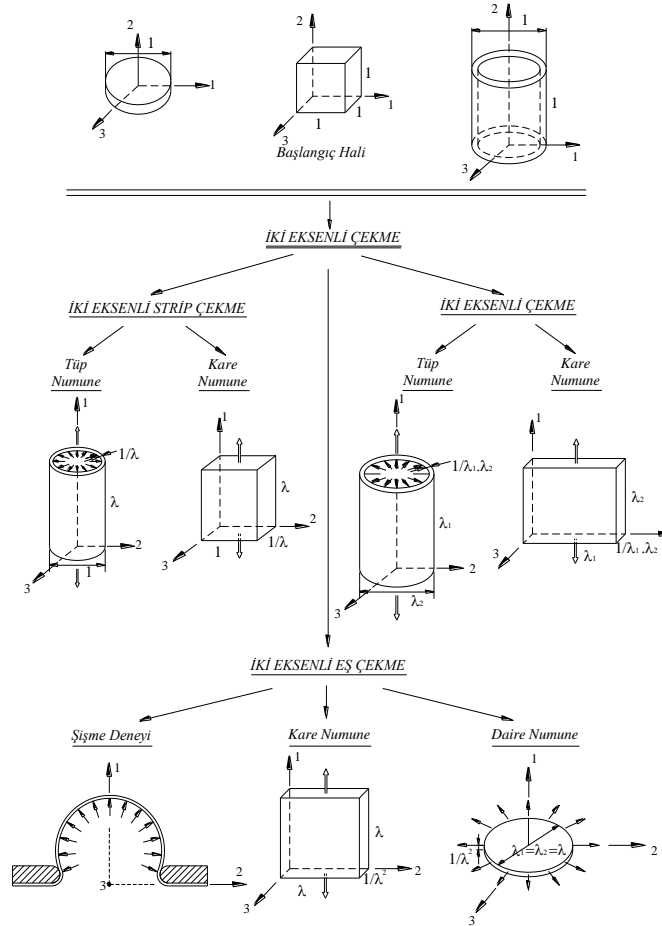 2
1
1
3
2
1
1
1
1
3
Başlangıç Hali
2
1
1
1
3
İKİ EKSENLİ ÇEKME
İKİ EKSENLİ STRİP ÇEKME
İKİ EKSENLİ ÇEKME
Tüp
Numune
Kare
Numune
Tüp
Numune
Kare
Numune
1
1/λ
λ
2
1
3
1
λ
2
1
1/λ
3
1
1/λ₁.λ₂
λ₁
2
λ₂
3
1
λ₂
2
λ₁
1/λ₁.λ₂
3
İKİ EKSENLİ EŞ ÇEKME
Şişme Deneyi
Kare Numune
Daire Numune
1
2
3
1
λ
2
λ
1/λ²
3
1
1/λ²
λ₁=λ₂=λ
2
3